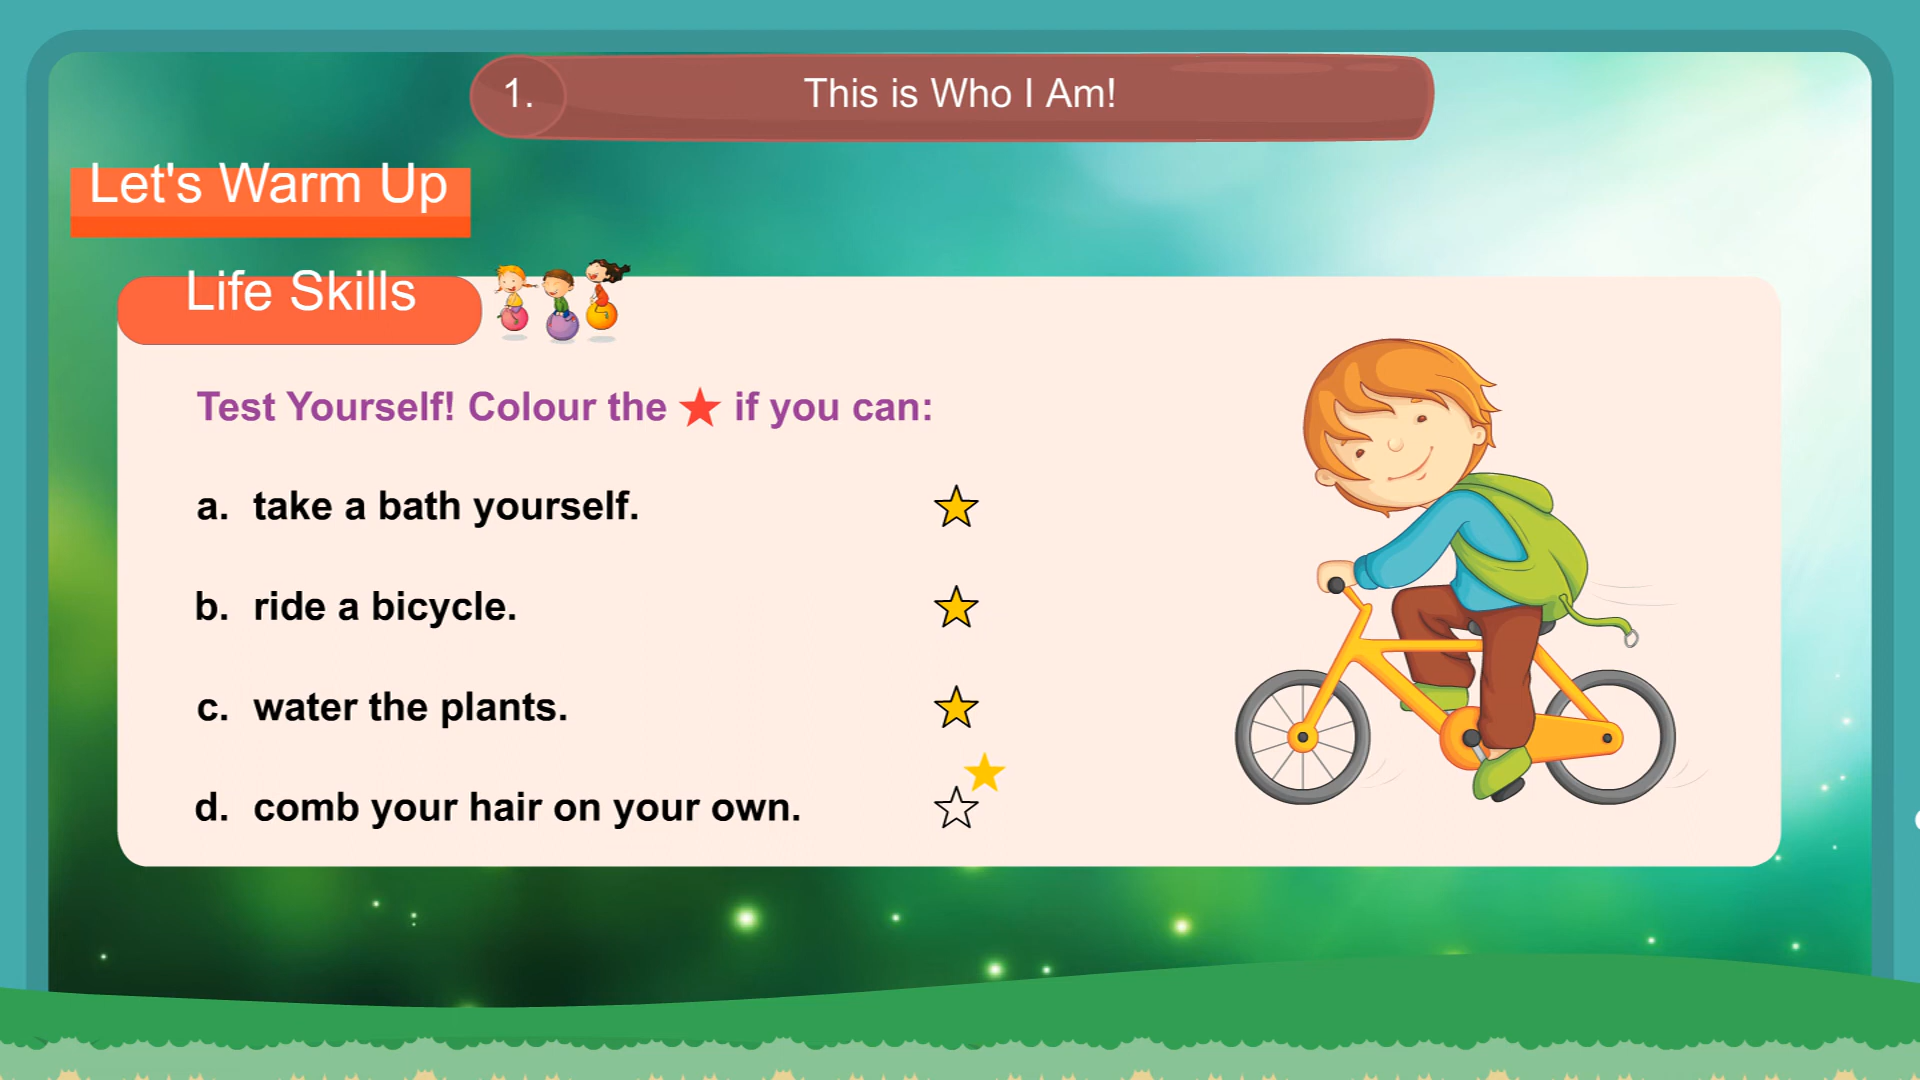 1. This is Who I Am!
Let's Warm Up
Life Skills
Test Yourself! Colour the if you can:
a. take a bath yourself.
b. ride a bicycle.
c. water the plants.
d. comb your hair on your own.